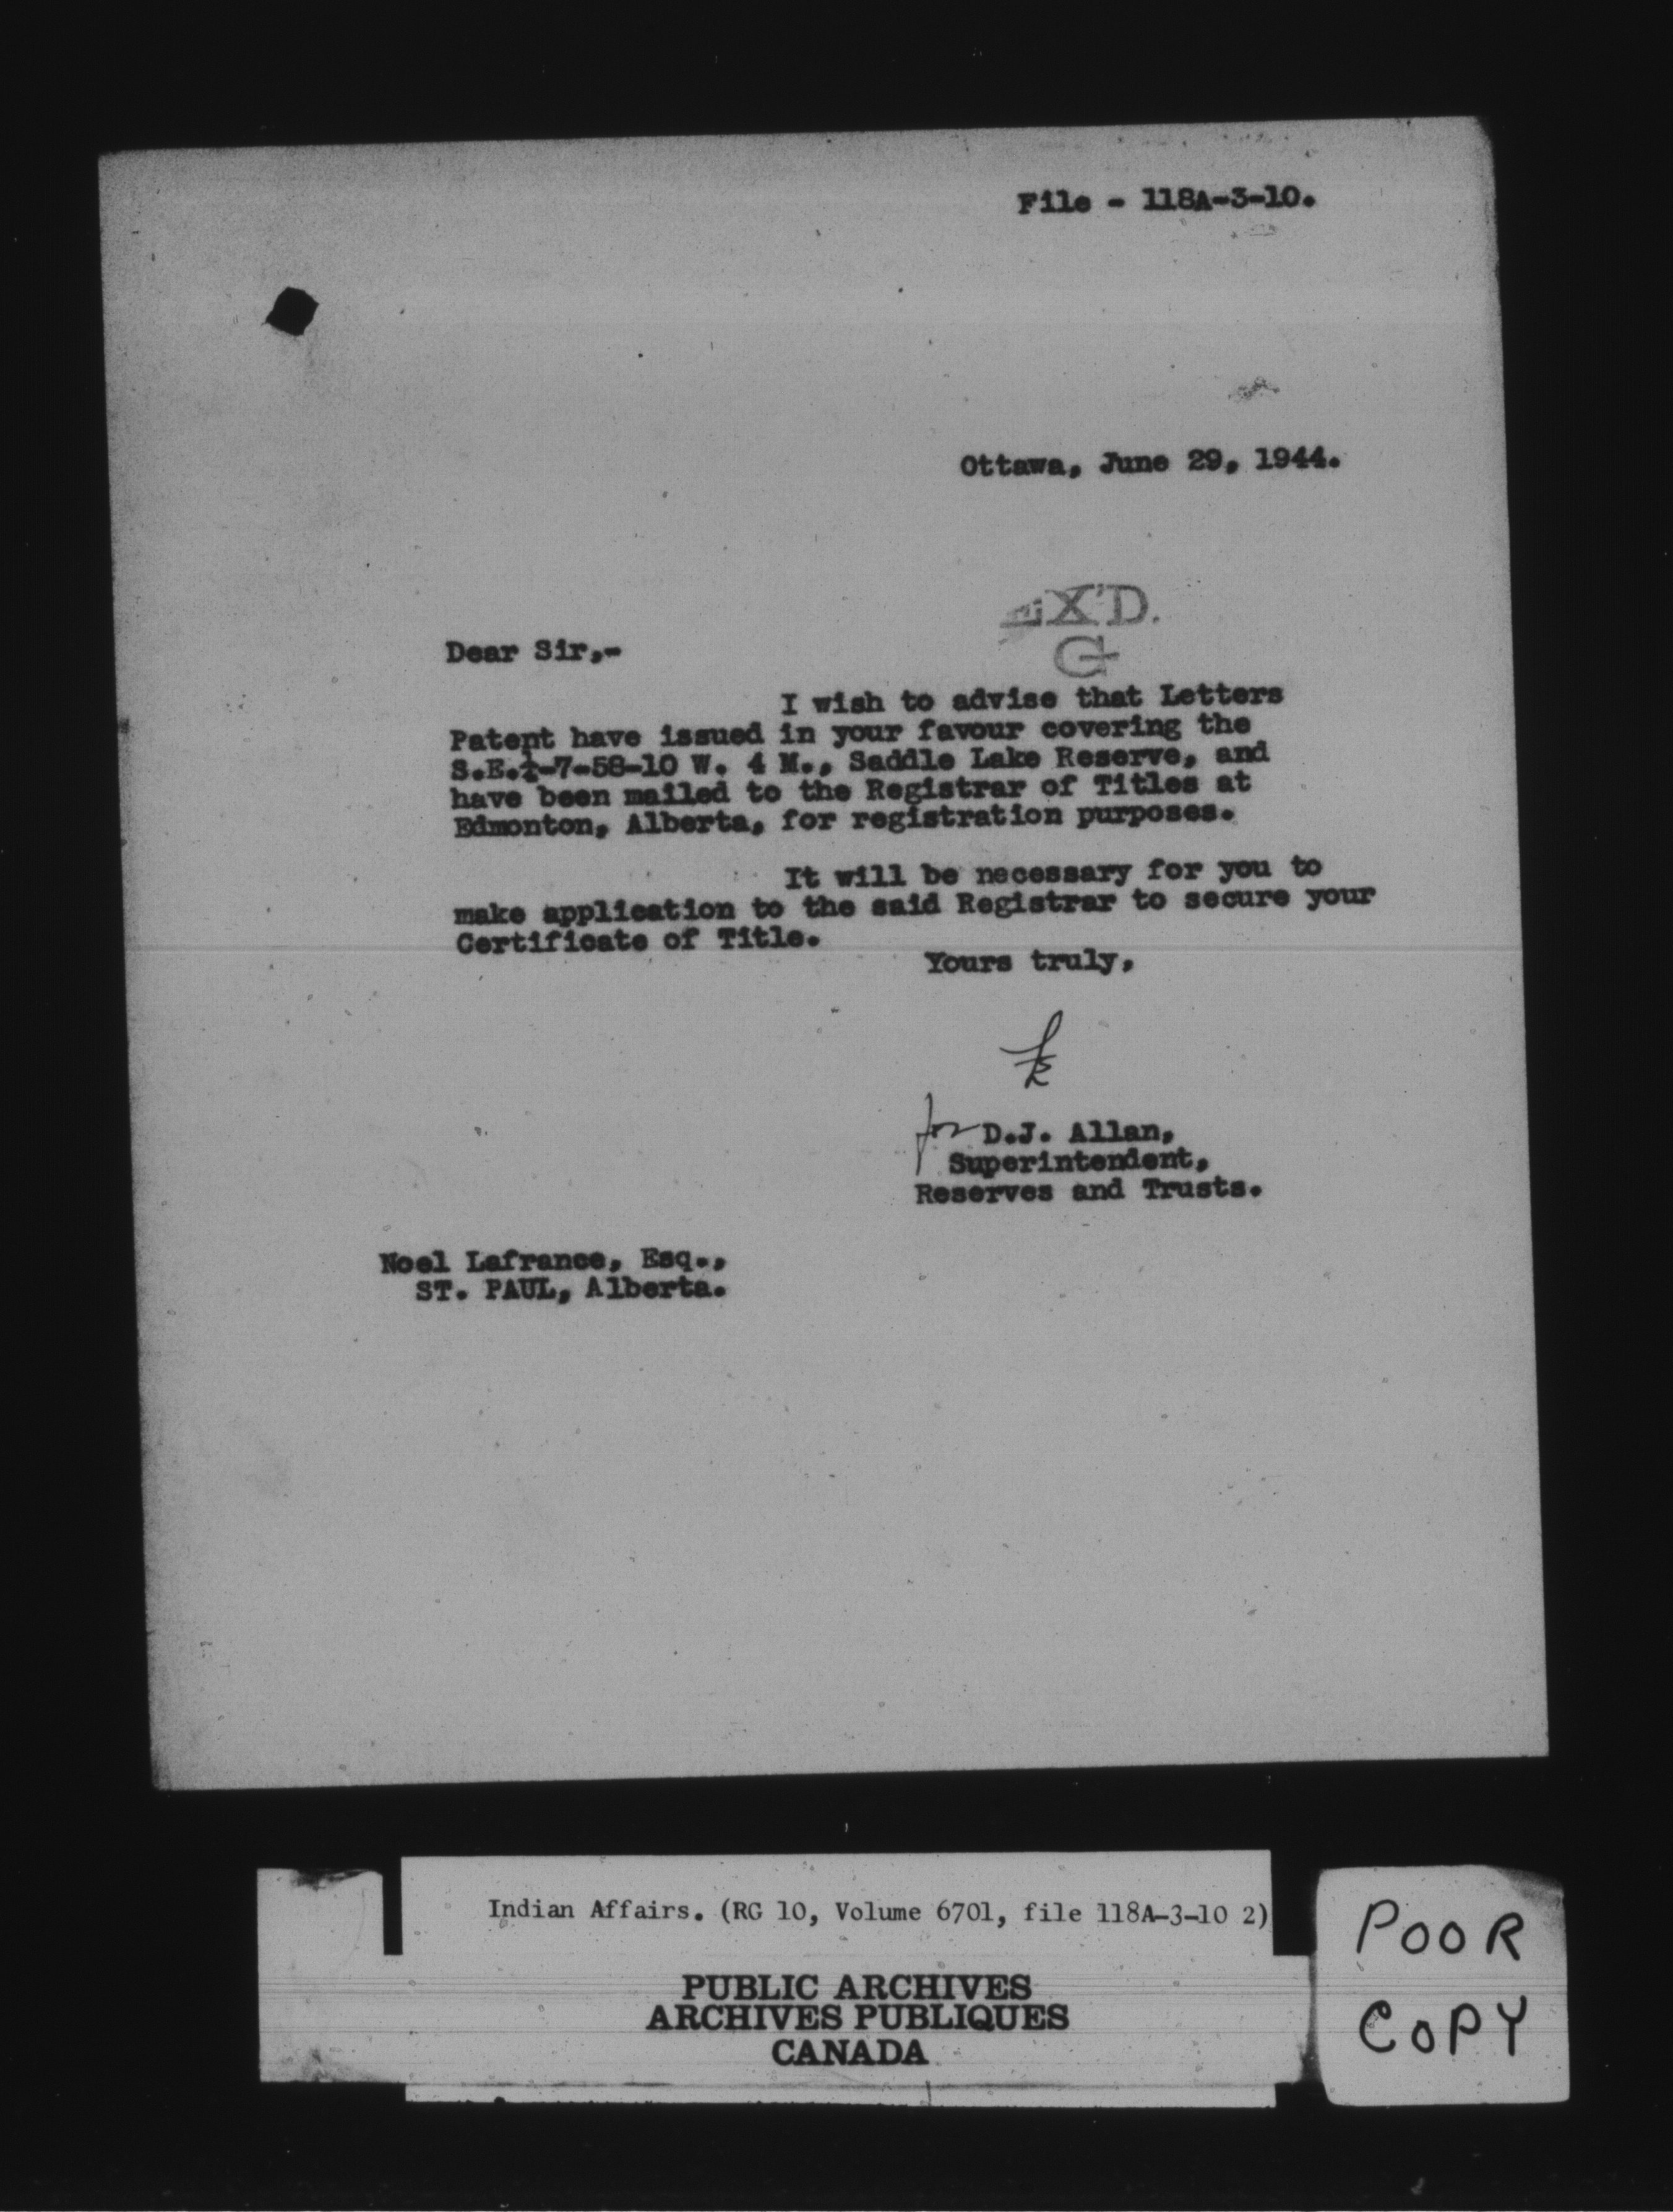 File - 118A-3-10.
Ottawa, June 29, 1944.
EX'D.
G
Dear Sir,-
I wish to advise that Letters
Patent have issued in your favour covering the
S.E.¼-7-58-10 W. 4 M., Saddle Lake Reserve, and
have been mailed to the Registrar of Titles at
Edmonton, Alberta, for registration purposes.
It will be necessary for you to
make application to the said Registrar to secure your
Certificate of Title.
Yours truly,
for D.J. Allan,
Superintendent,
Reserves and Trusts.
Noel Lafrance, Esq.,
ST. PAUL, Alberta.
Indian Affairs. (RG 10, Volume 6701, file 118A-3-10 2)
PUBLIC ARCHIVES
ARCHIVES PUBLIQUES
CANADA
POOR
COPY